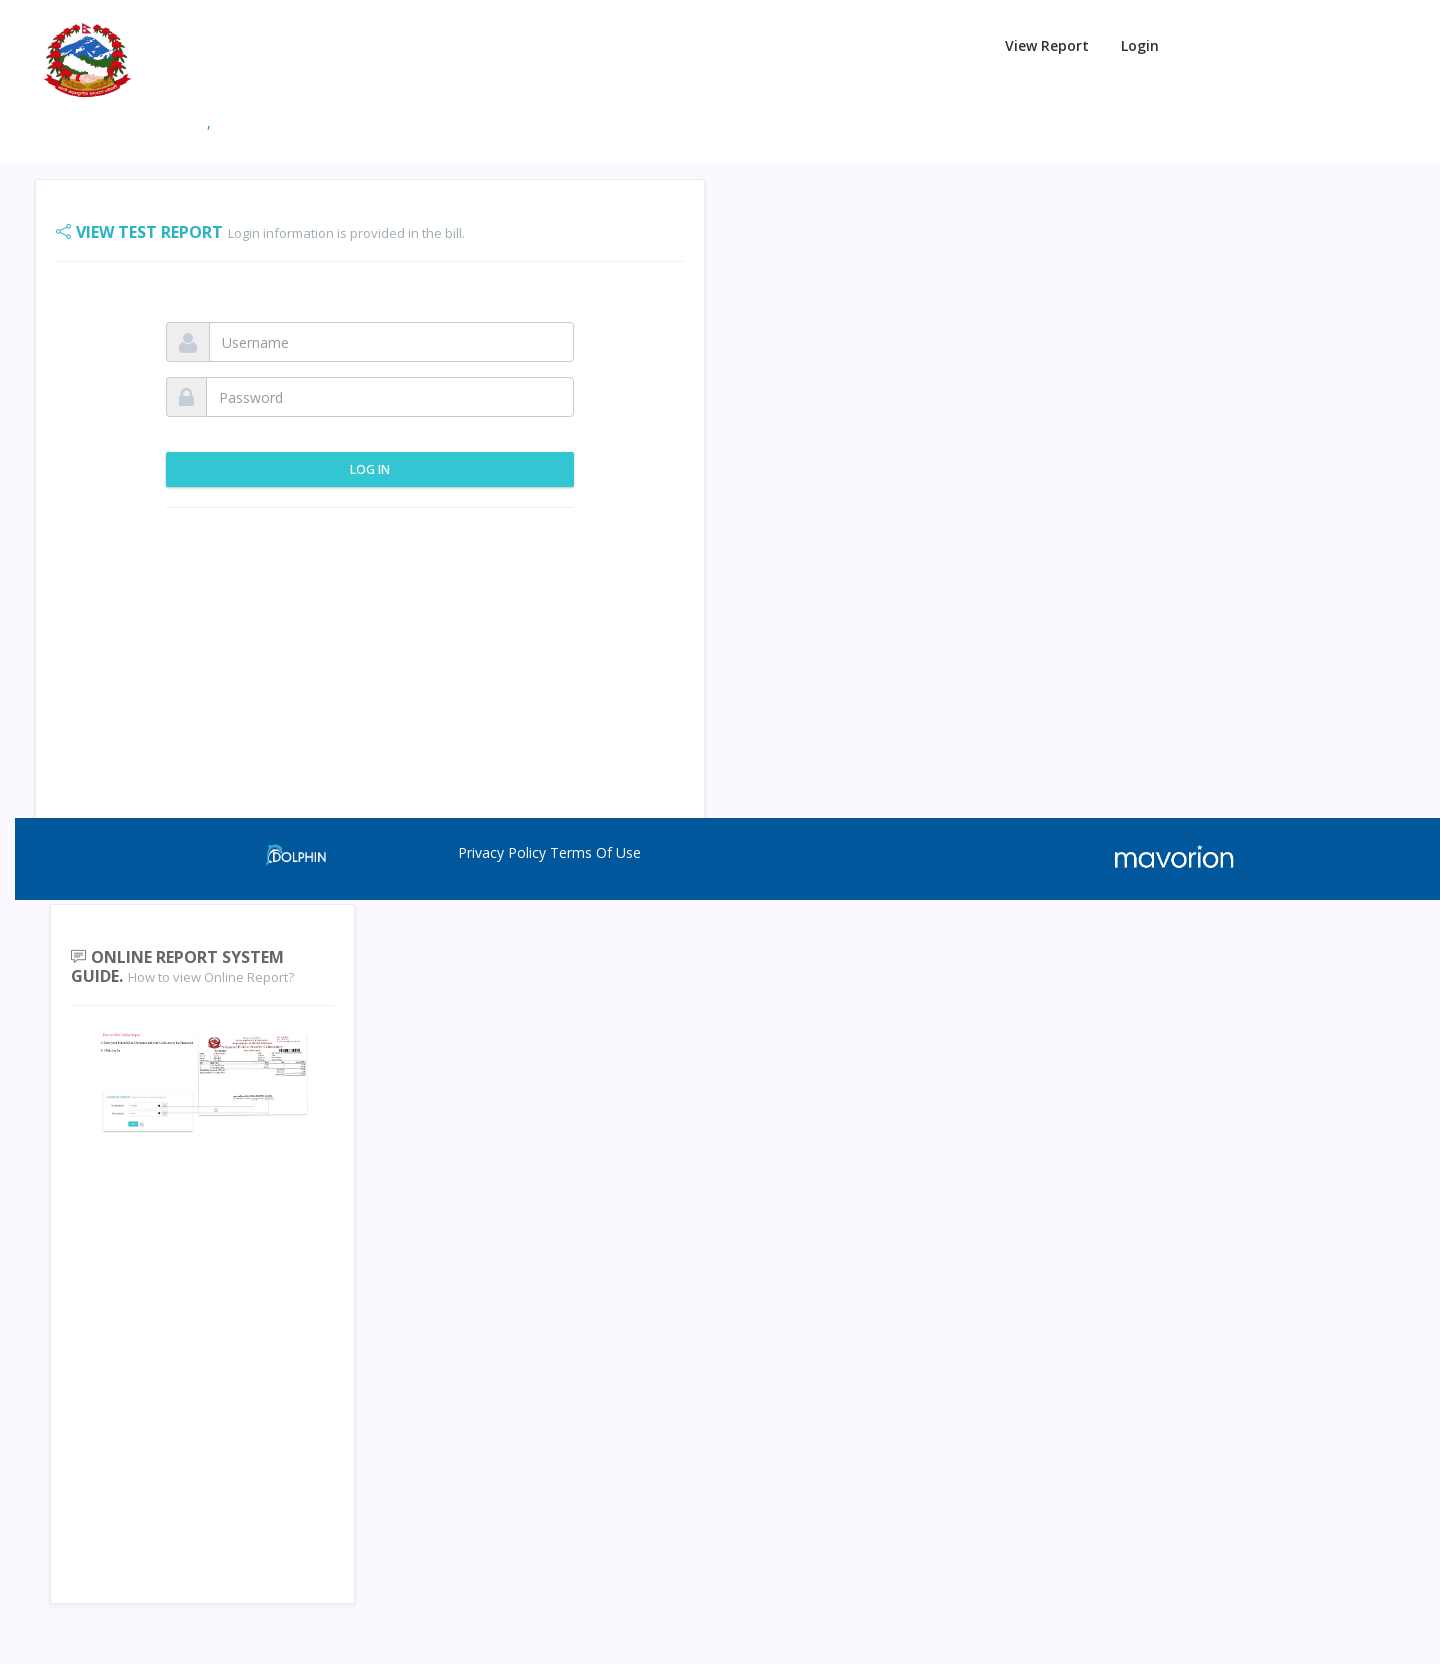 View Report Login
,
VIEW TEST REPORT Login information is provided in the bill.
Username
Password
LOG IN
DOLPHIN
Privacy Policy Terms Of Use
mavorion
ONLINE REPORT SYSTEM
GUIDE. How to view Online Report?